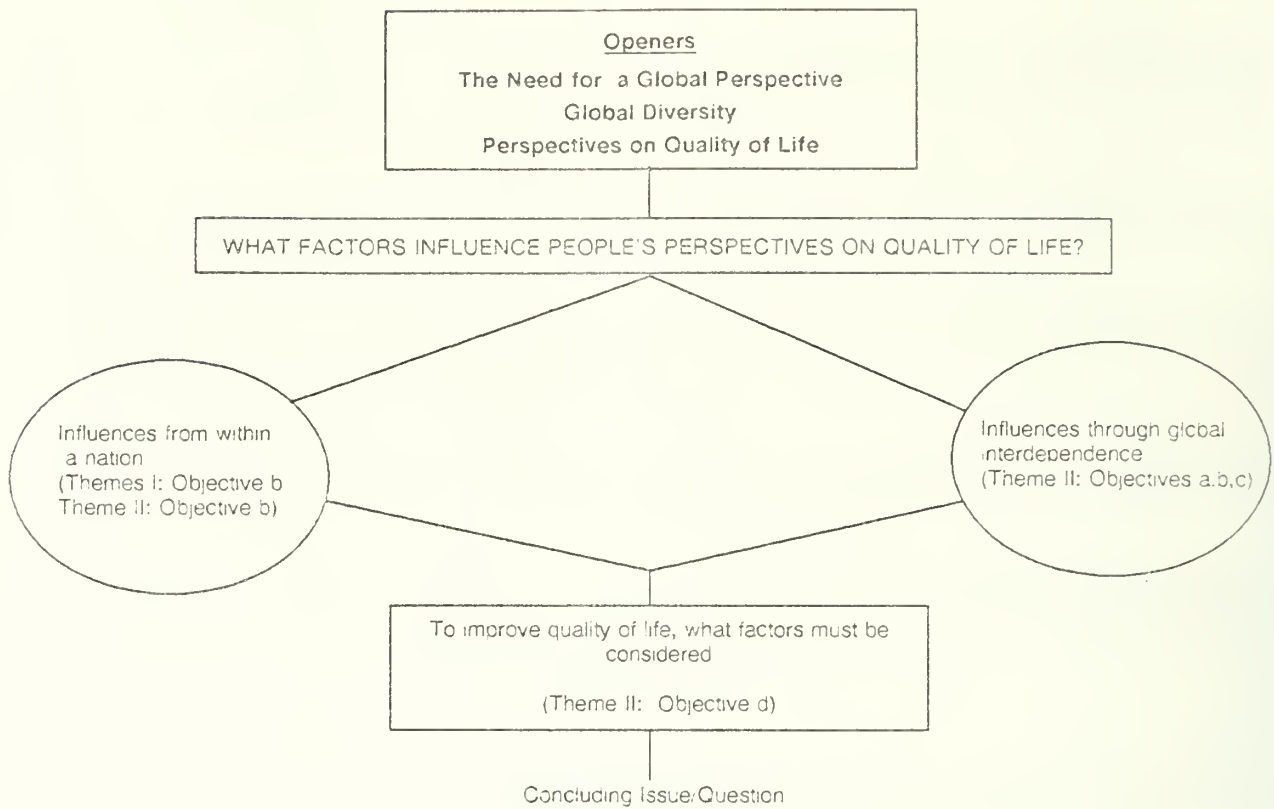 Openers
The Need for a Global Perspective
Global Diversity
Perspectives on Quality of Life
WHAT FACTORS INFLUENCE PEOPLE'S PERSPECTIVES ON QUALITY OF LIFE?
Influences from within
a nation
(Themes I: Objective b
Theme II: Objective b)
Influences through global
interdependence
(Theme II: Objectives a,b,c)
To improve quality of life, what factors must be
considered
(Theme II: Objective d)
Concluding Issue/Question